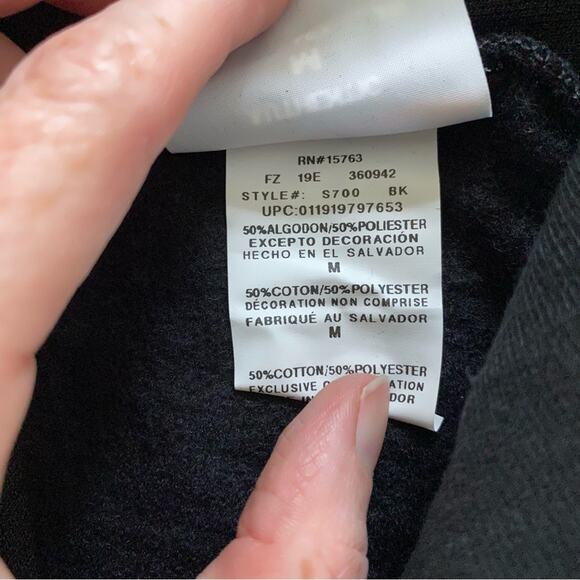 RN#15763
FZ 19E 360942
STYLE#: S700 BK
UPC:011919797653
50%ALGODON/50%POLIESTER
EXCEPTO DECORACIÓN
HECHO EN EL SALVADOR
M
50%COTON/50%POLYESTER
DÉCORATION NON COMPRISE
FABRIQUÉ AU SALVADOR
M
50%COTTON/50%POLYESTER
EXCLUSIVE